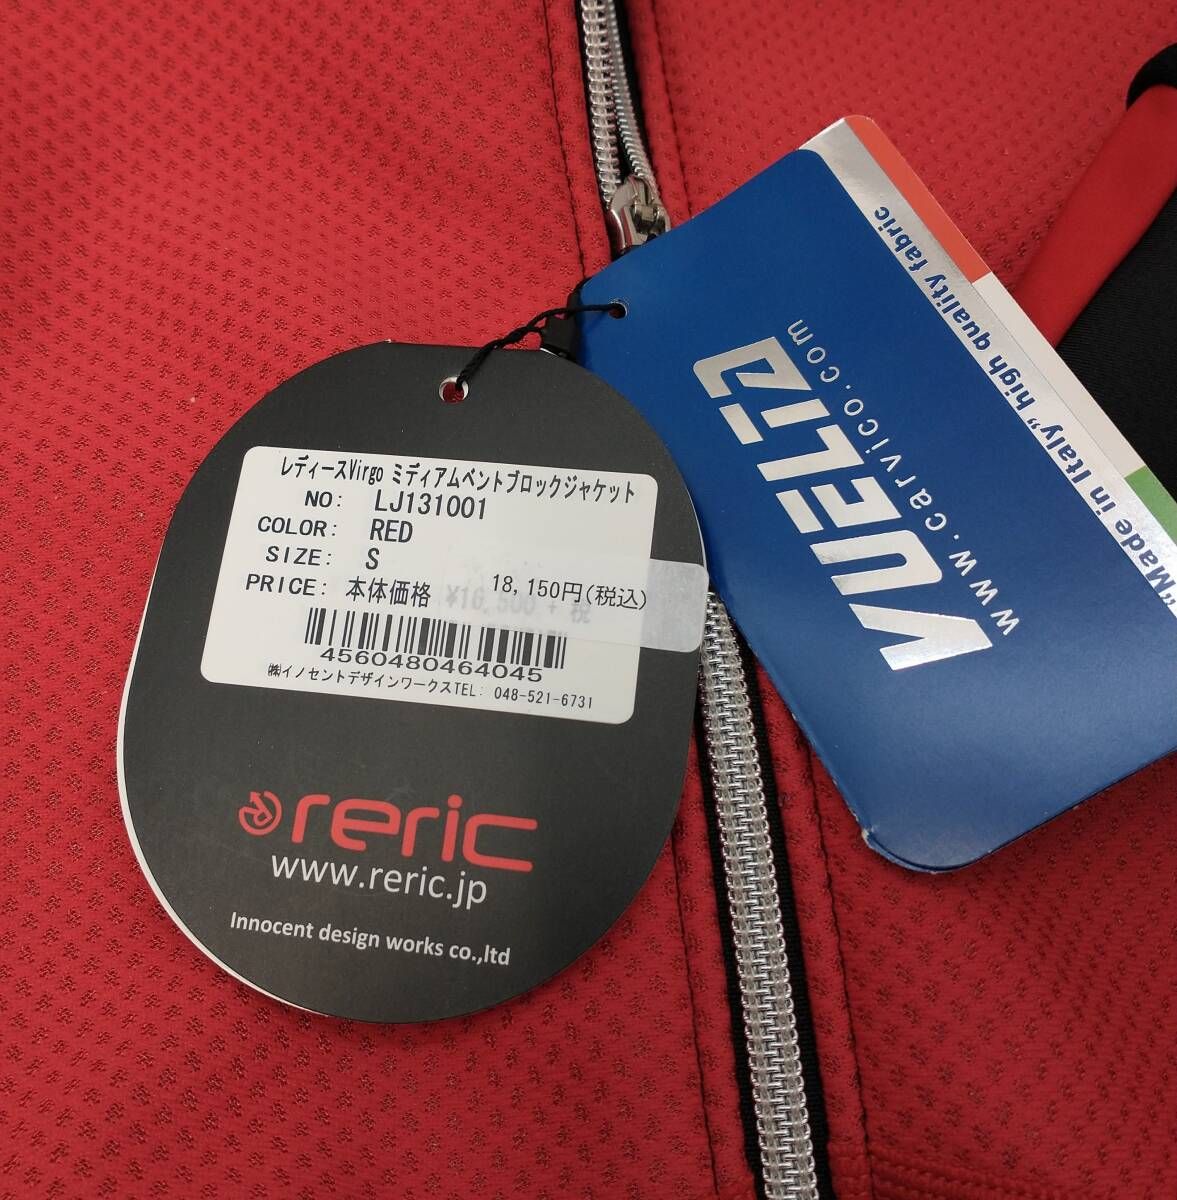 レディースVirgo ミディアムベントブロックジャケット
NO: LJ131001
COLOR: RED
SIZE: S
PRICE: 本体価格 ¥16,500 + 税
18,150円(税込)
4560480464045
㈱イノセントデザインワークスTEL: 048-521-6731
reric
www.reric.jp
Innocent design works co.,ltd
VUELTA
www.carvico.com
"Made in Italy" high quality fabric